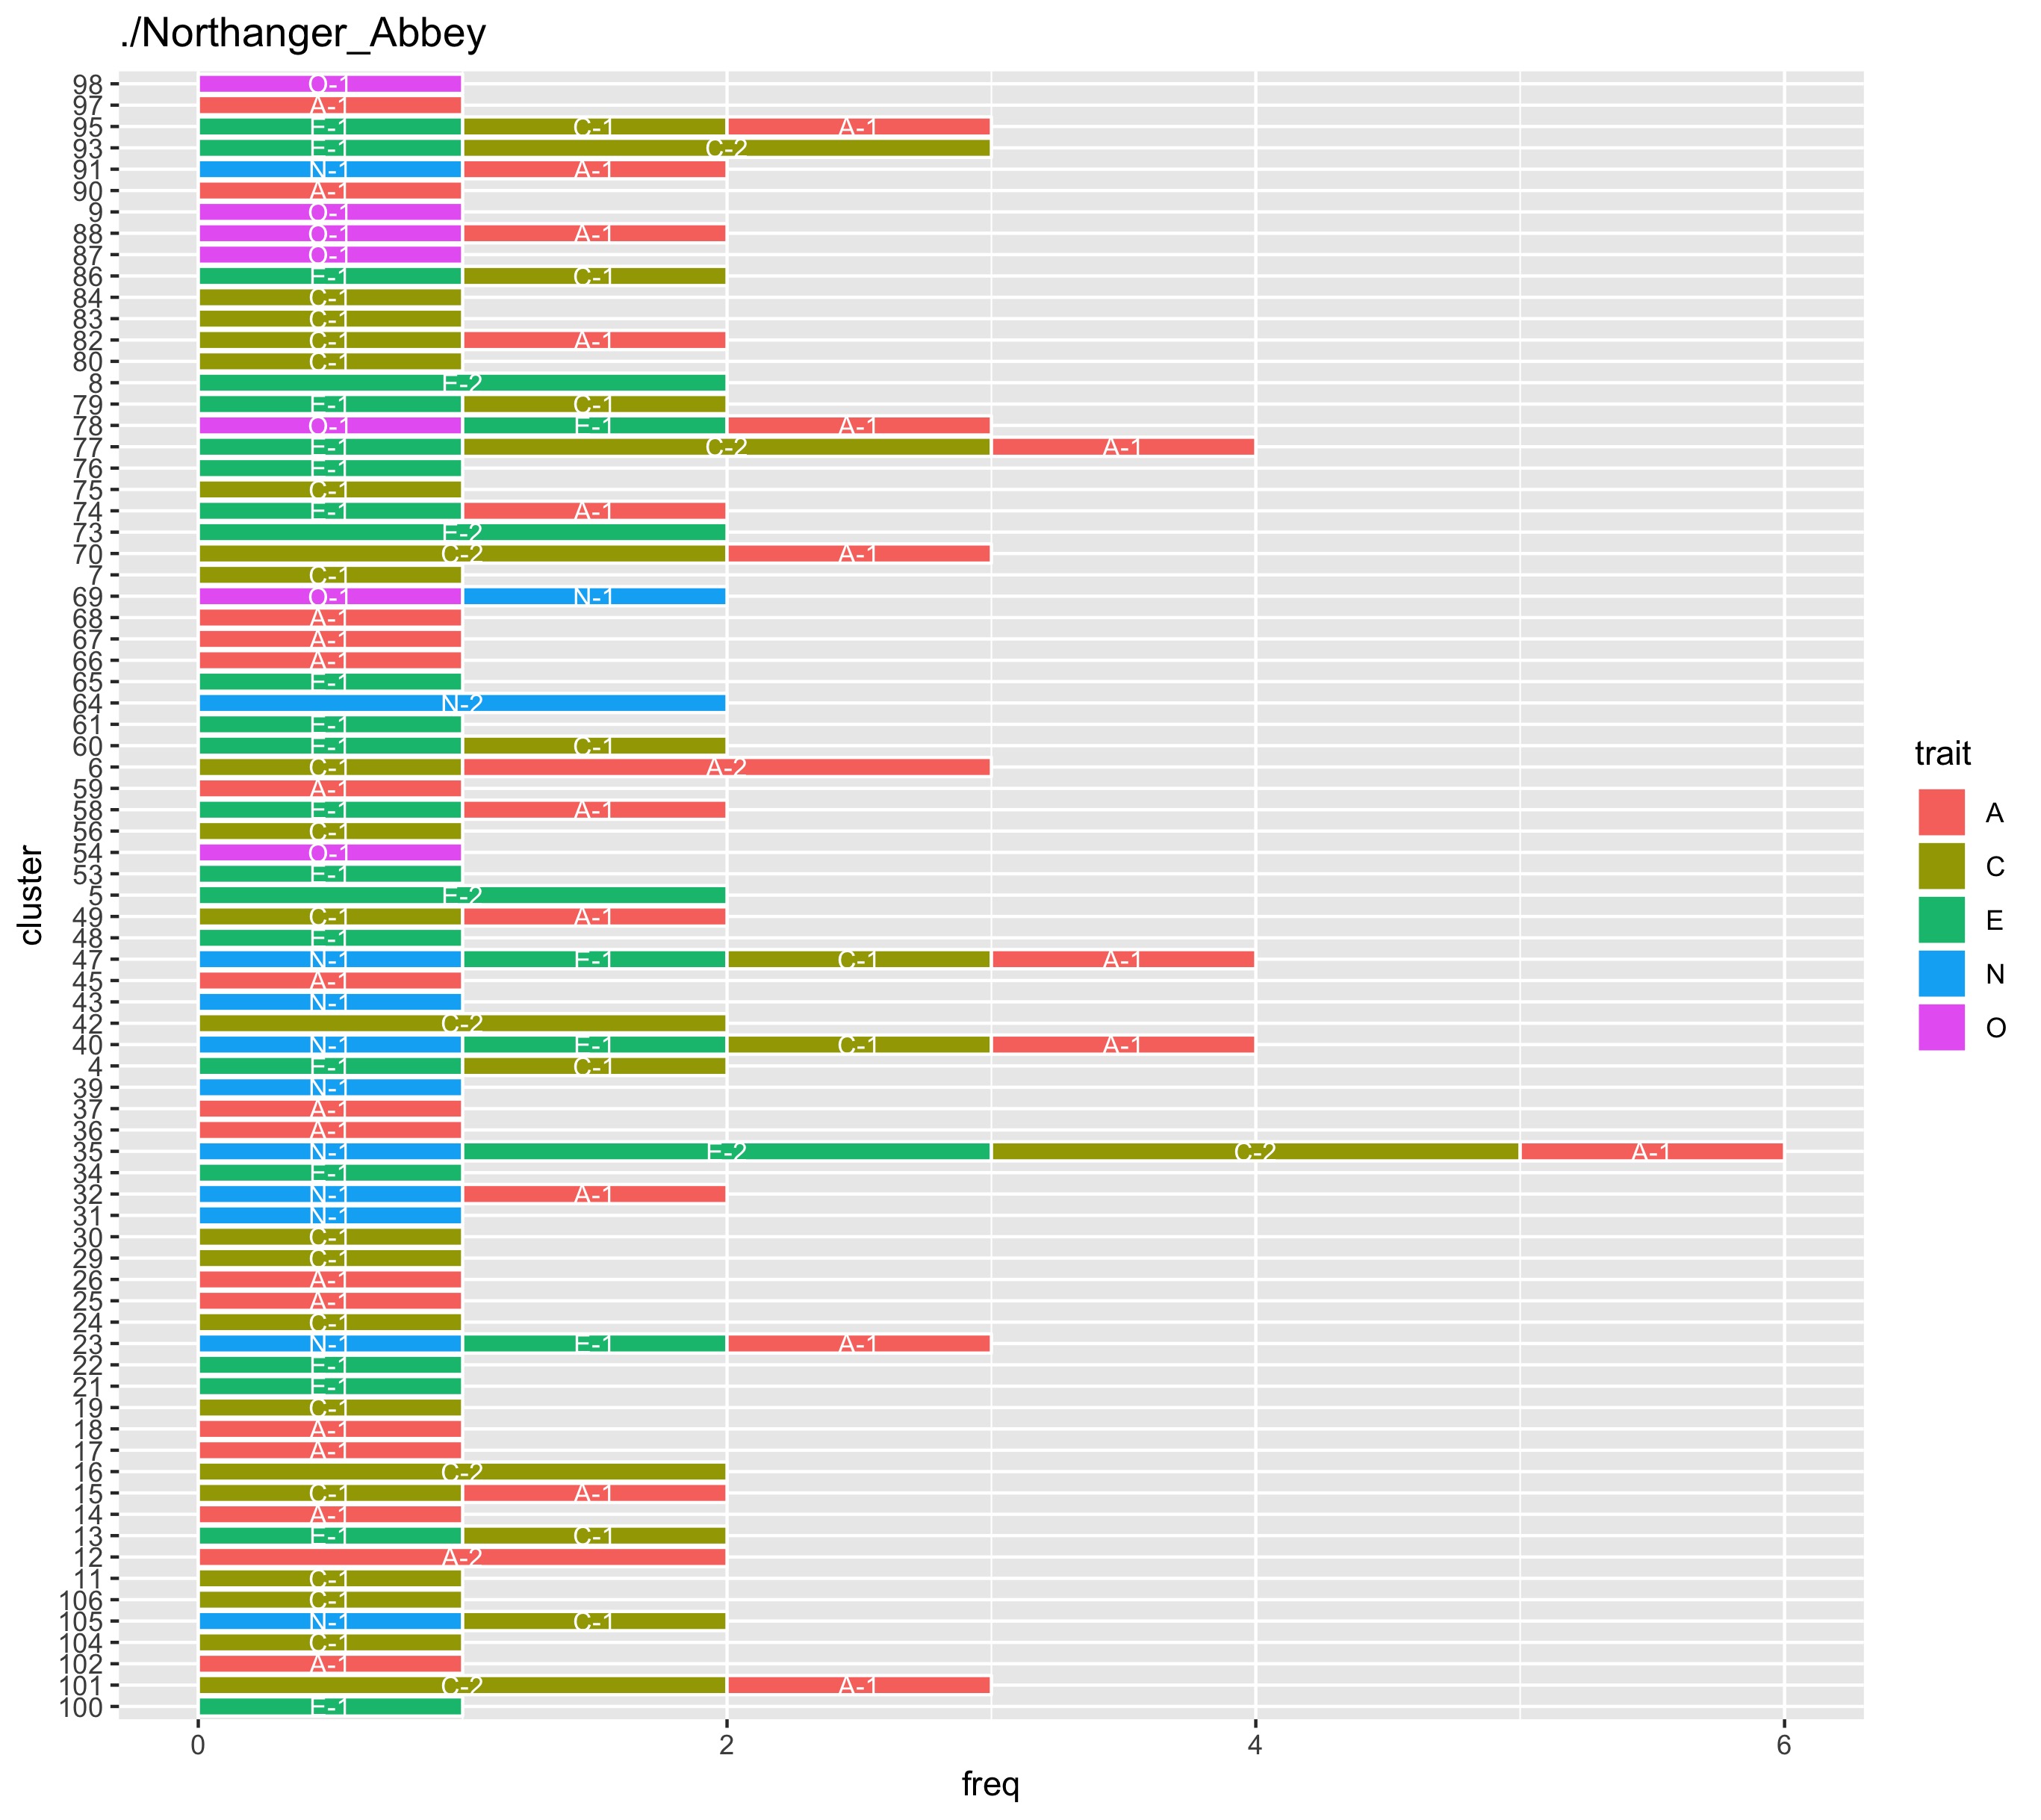 ./Northanger_Abbey
98 O-1
97 A-1
95 E-1 C-1 A-1
93 E-1 C-2
91 N-1 A-1
90 A-1
9 O-1
88 O-1 A-1
87 O-1
86 E-1 C-1
84 C-1
83 C-1
82 C-1 A-1
80 C-1
8 E-2
79 E-1 C-1
78 O-1 E-1 A-1
77 E-1 C-2 A-1
76 E-1
75 C-1
74 E-1 A-1
73 E-2
70 C-2 A-1
7 C-1
69 O-1 N-1
68 A-1
67 A-1
66 A-1
65 E-1
64 N-2
61 E-1
60 E-1 C-1
6 C-1 A-2
59 A-1
58 E-1 A-1
56 C-1
54 O-1
53 E-1
5 E-2
49 C-1 A-1
48 E-1
47 N-1 E-1 C-1 A-1
45 A-1
43 N-1
42 C-2
40 N-1 E-1 C-1 A-1
4 E-1 C-1
39 N-1
37 A-1
36 A-1
35 N-1 E-2 C-2 A-1
34 E-1
32 N-1 A-1
31 N-1
30 C-1
29 C-1
26 A-1
25 A-1
24 C-1
23 N-1 E-1 A-1
22 E-1
21 E-1
19 C-1
18 A-1
17 A-1
16 C-2
15 C-1 A-1
14 A-1
13 E-1 C-1
12 A-2
11 C-1
106 C-1
105 N-1 C-1
104 C-1
102 A-1
101 C-2 A-1
100 E-1
0 2 4 6
freq
cluster
trait
A
C
E
N
O